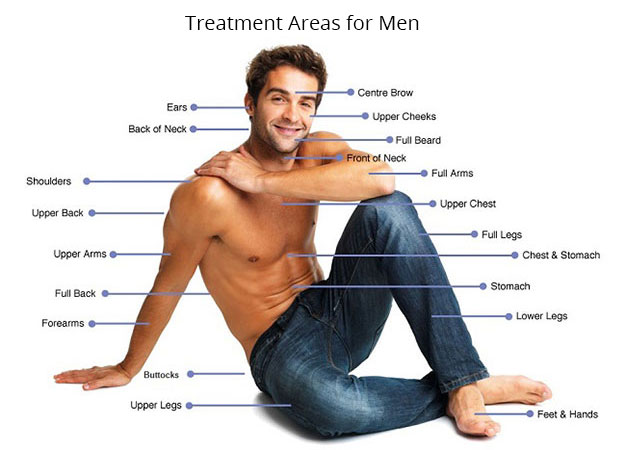 Treatment Areas for Men
Centre Brow
Ears
Upper Cheeks
Back of Neck
Full Beard
Front of Neck
Full Arms
Shoulders
Upper Chest
Upper Back
Full Legs
Upper Arms
Chest & Stomach
Stomach
Full Back
Lower Legs
Forearms
Buttocks
Upper Legs
Feet & Hands